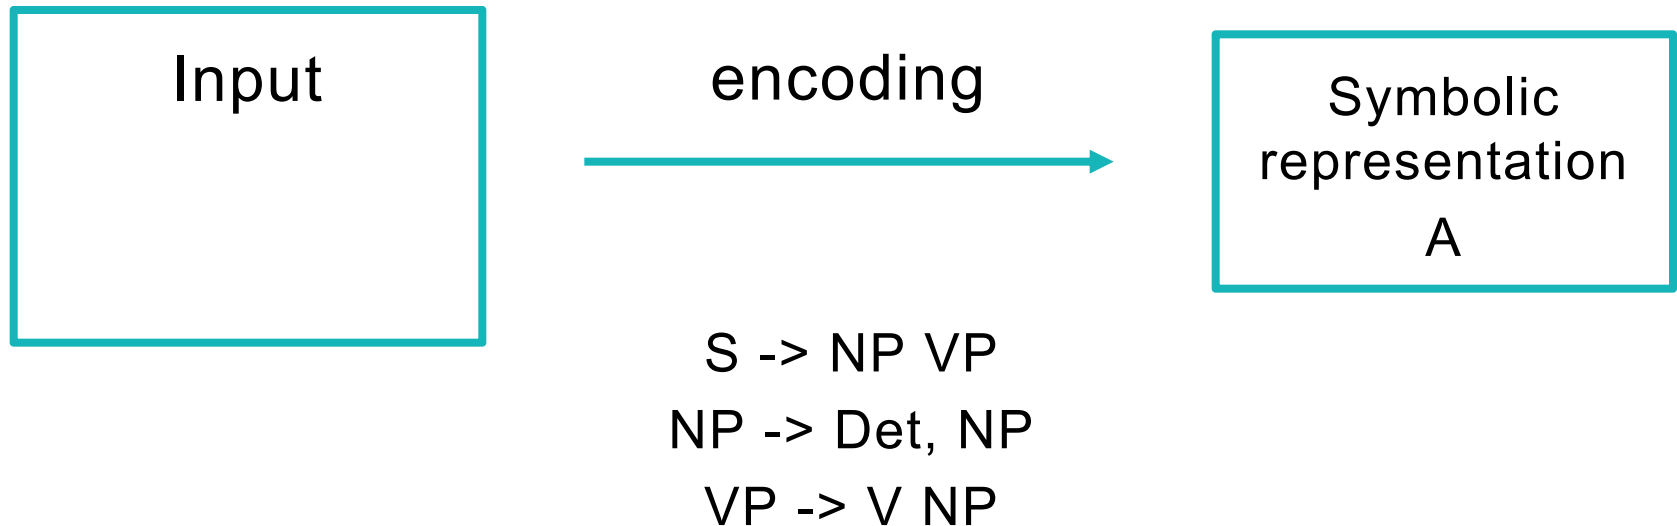 Input
encoding
Symbolic
representation
A
S -> NP VP
NP -> Det, NP
VP -> V NP